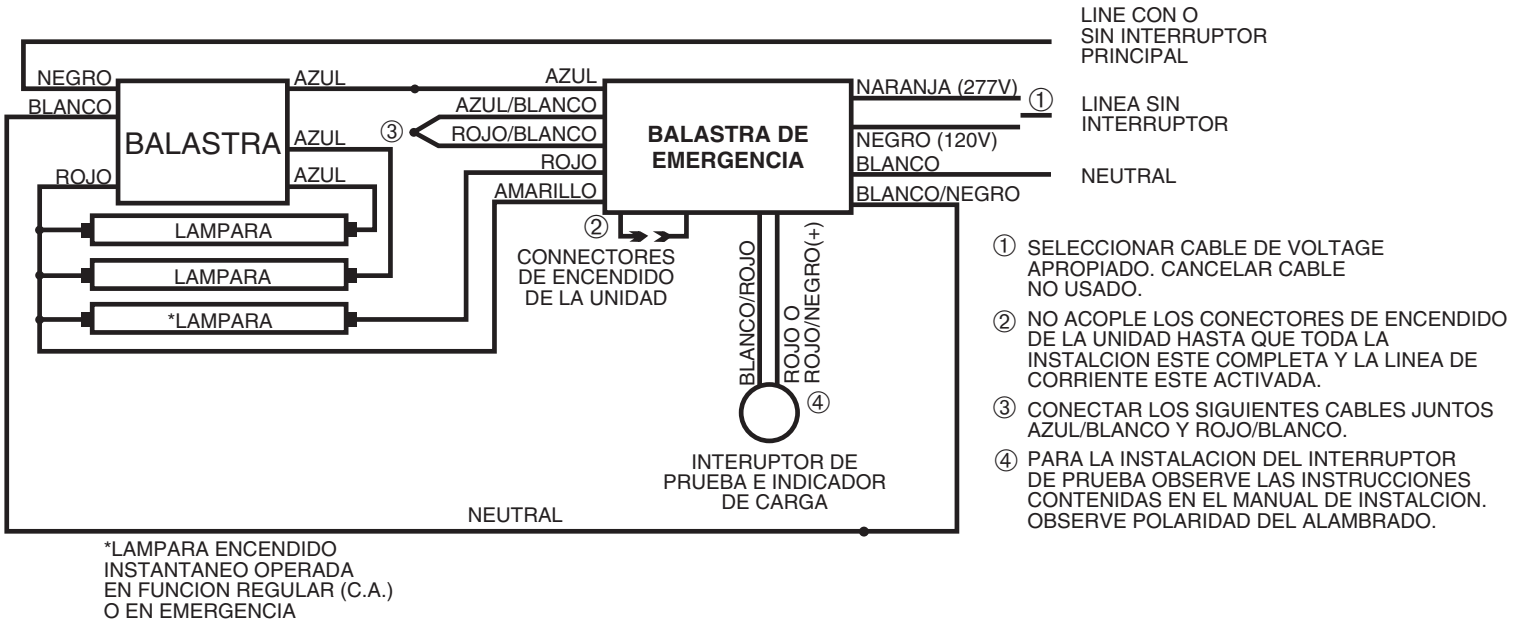 LINE CON O
SIN INTERRUPTOR
PRINCIPAL
NEGRO
AZUL
AZUL
NARANJA (277V)
①
BLANCO
AZUL/BLANCO
LINEA SIN
INTERRUPTOR
③
ROJO/BLANCO
BALASTRA
AZUL
BALASTRA DE
EMERGENCIA
NEGRO (120V)
ROJO
AZUL
ROJO
BLANCO
NEUTRAL
AMARILLO
BLANCO/NEGRO
LAMPARA
LAMPARA
*LAMPARA
②
CONNECTORES
DE ENCENDIDO
DE LA UNIDAD
BLANCO/ROJO
ROJO O
ROJO/NEGRO(+)
④
INTERUPTOR DE
PRUEBA E INDICADOR
DE CARGA
NEUTRAL
① SELECCIONAR CABLE DE VOLTAGE
APROPIADO. CANCELAR CABLE
NO USADO.
② NO ACOPLE LOS CONECTORES DE ENCENDIDO
DE LA UNIDAD HASTA QUE TODA LA
INSTALCION ESTE COMPLETA Y LA LINEA DE
CORRIENTE ESTE ACTIVADA.
③ CONECTAR LOS SIGUIENTES CABLES JUNTOS
AZUL/BLANCO Y ROJO/BLANCO.
④ PARA LA INSTALACION DEL INTERRUPTOR
DE PRUEBA OBSERVE LAS INSTRUCCIONES
CONTENIDAS EN EL MANUAL DE INSTALCION.
OBSERVE POLARIDAD DEL ALAMBRADO.
*LAMPARA ENCENDIDO
INSTANTANEO OPERADA
EN FUNCION REGULAR (C.A.)
O EN EMERGENCIA